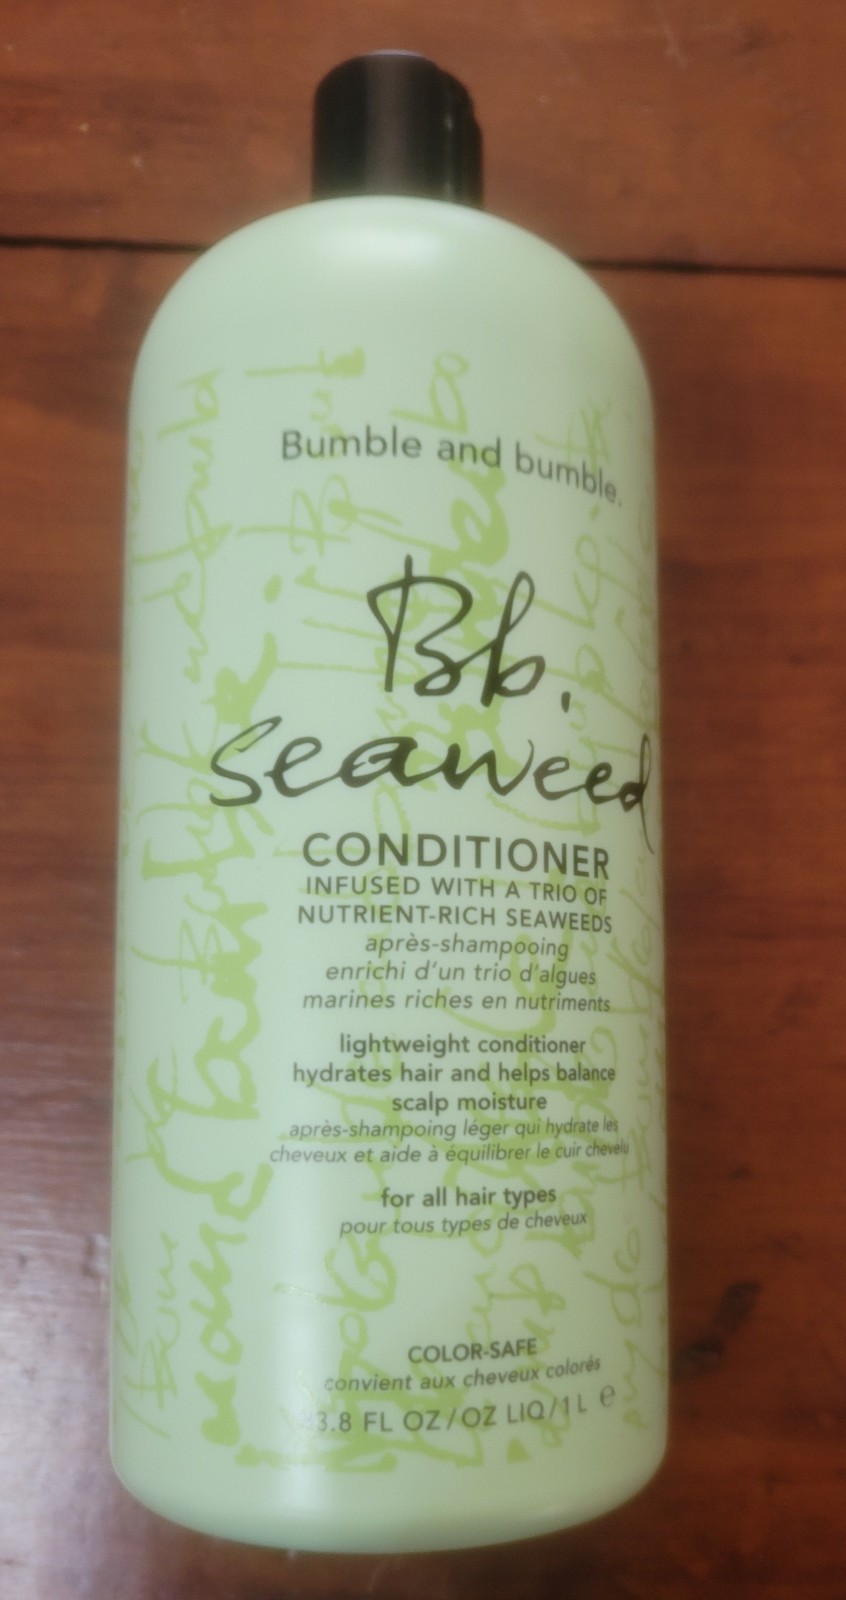 Bumble and bumble.
Bb.
seaweed
CONDITIONER
INFUSED WITH A TRIO OF
NUTRIENT-RICH SEAWEEDS
après-shampooing
enrichi d'un trio d'algues
marines riches en nutriments
lightweight conditioner
hydrates hair and helps balance
scalp moisture
après-shampoing léger qui hydrate les
cheveux et aide à équilibrer le cuir chevelu
for all hair types
pour tous types de cheveux
COLOR-SAFE
convient aux cheveux colorés
3.8 FL OZ/OZ LIQ/1 L e